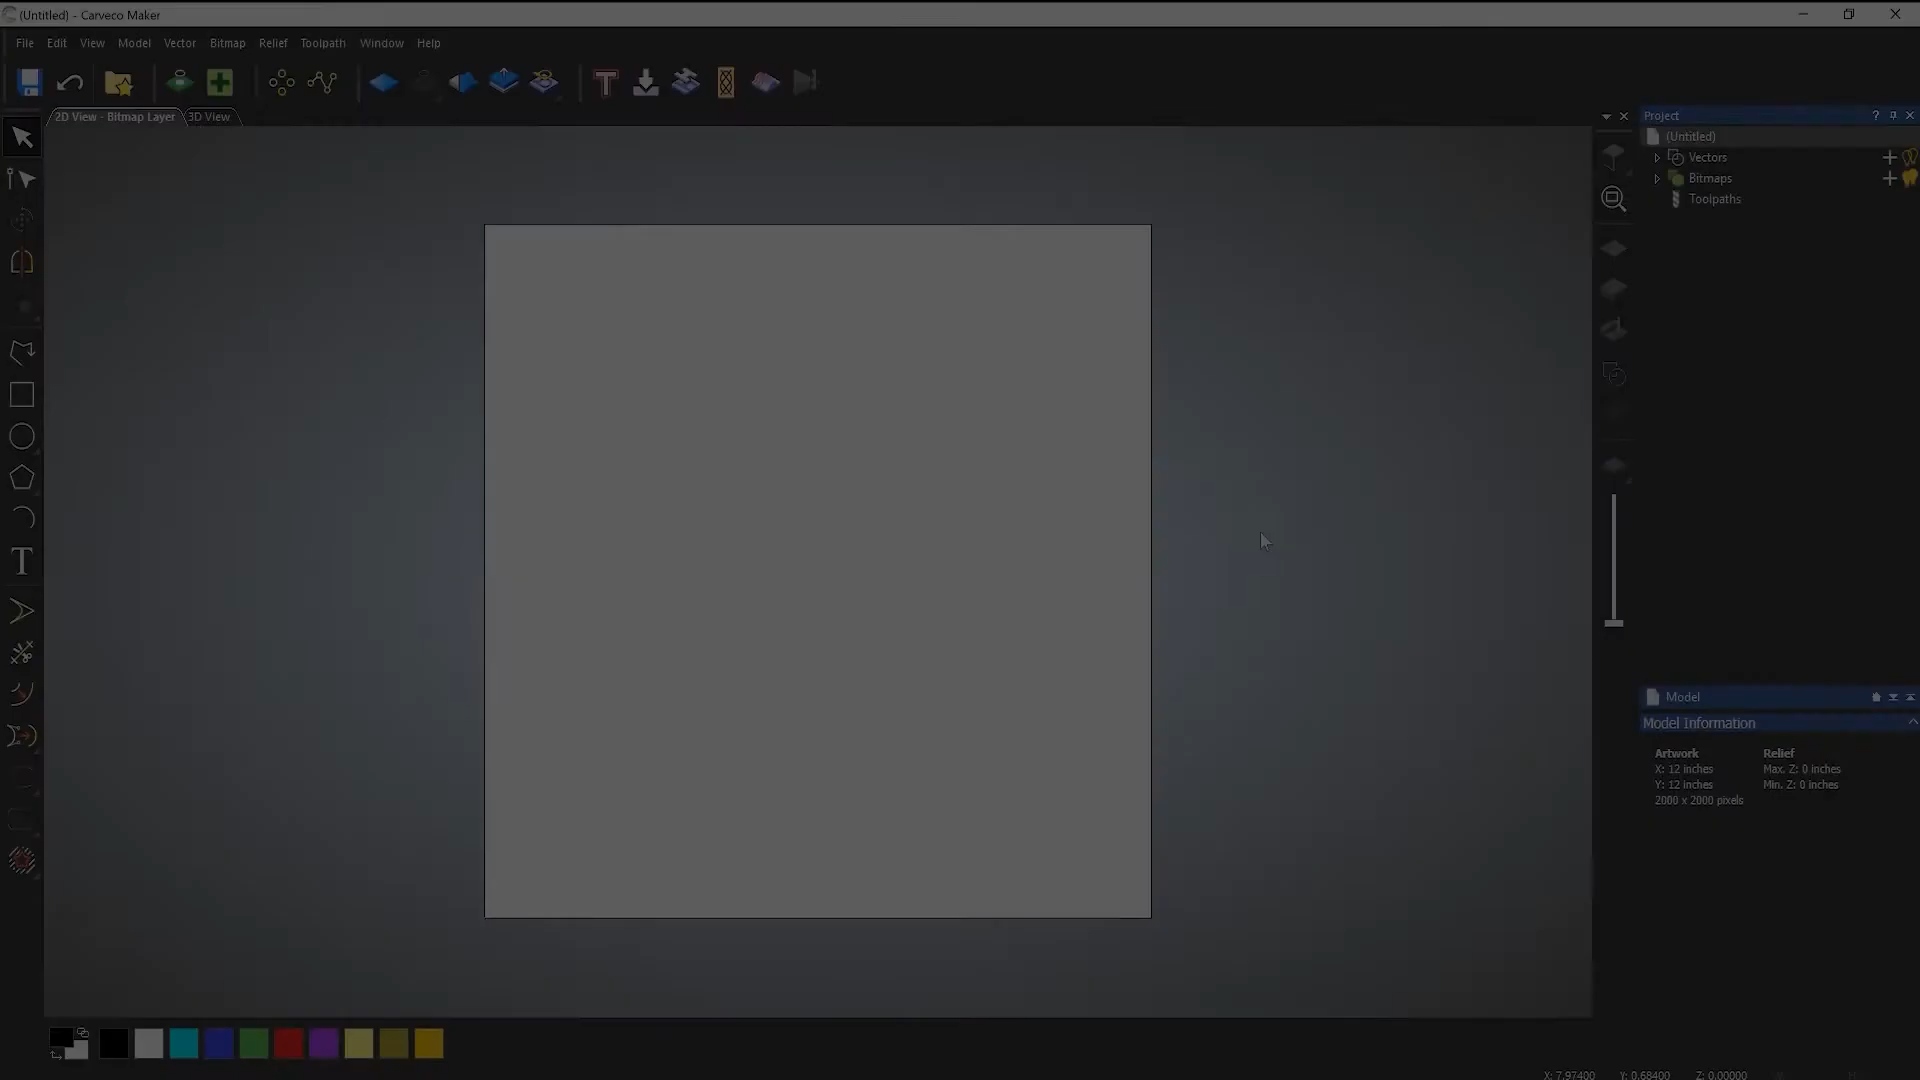 (Untitled) - Carveco Maker
File Edit View Model Vector Bitmap Relief Toolpath Window Help
2D View - Bitmap Layer 3D View
Project
(Untitled)
Vectors
Bitmaps
Toolpaths
T
Model
Model Information
Artwork Relief
X: 12 inches Max. Z: 0 inches
Y: 12 inches Min. Z: 0 inches
2000 x 2000 pixels
X: 7.97400 Y: 0.68400 Z: 0.00000